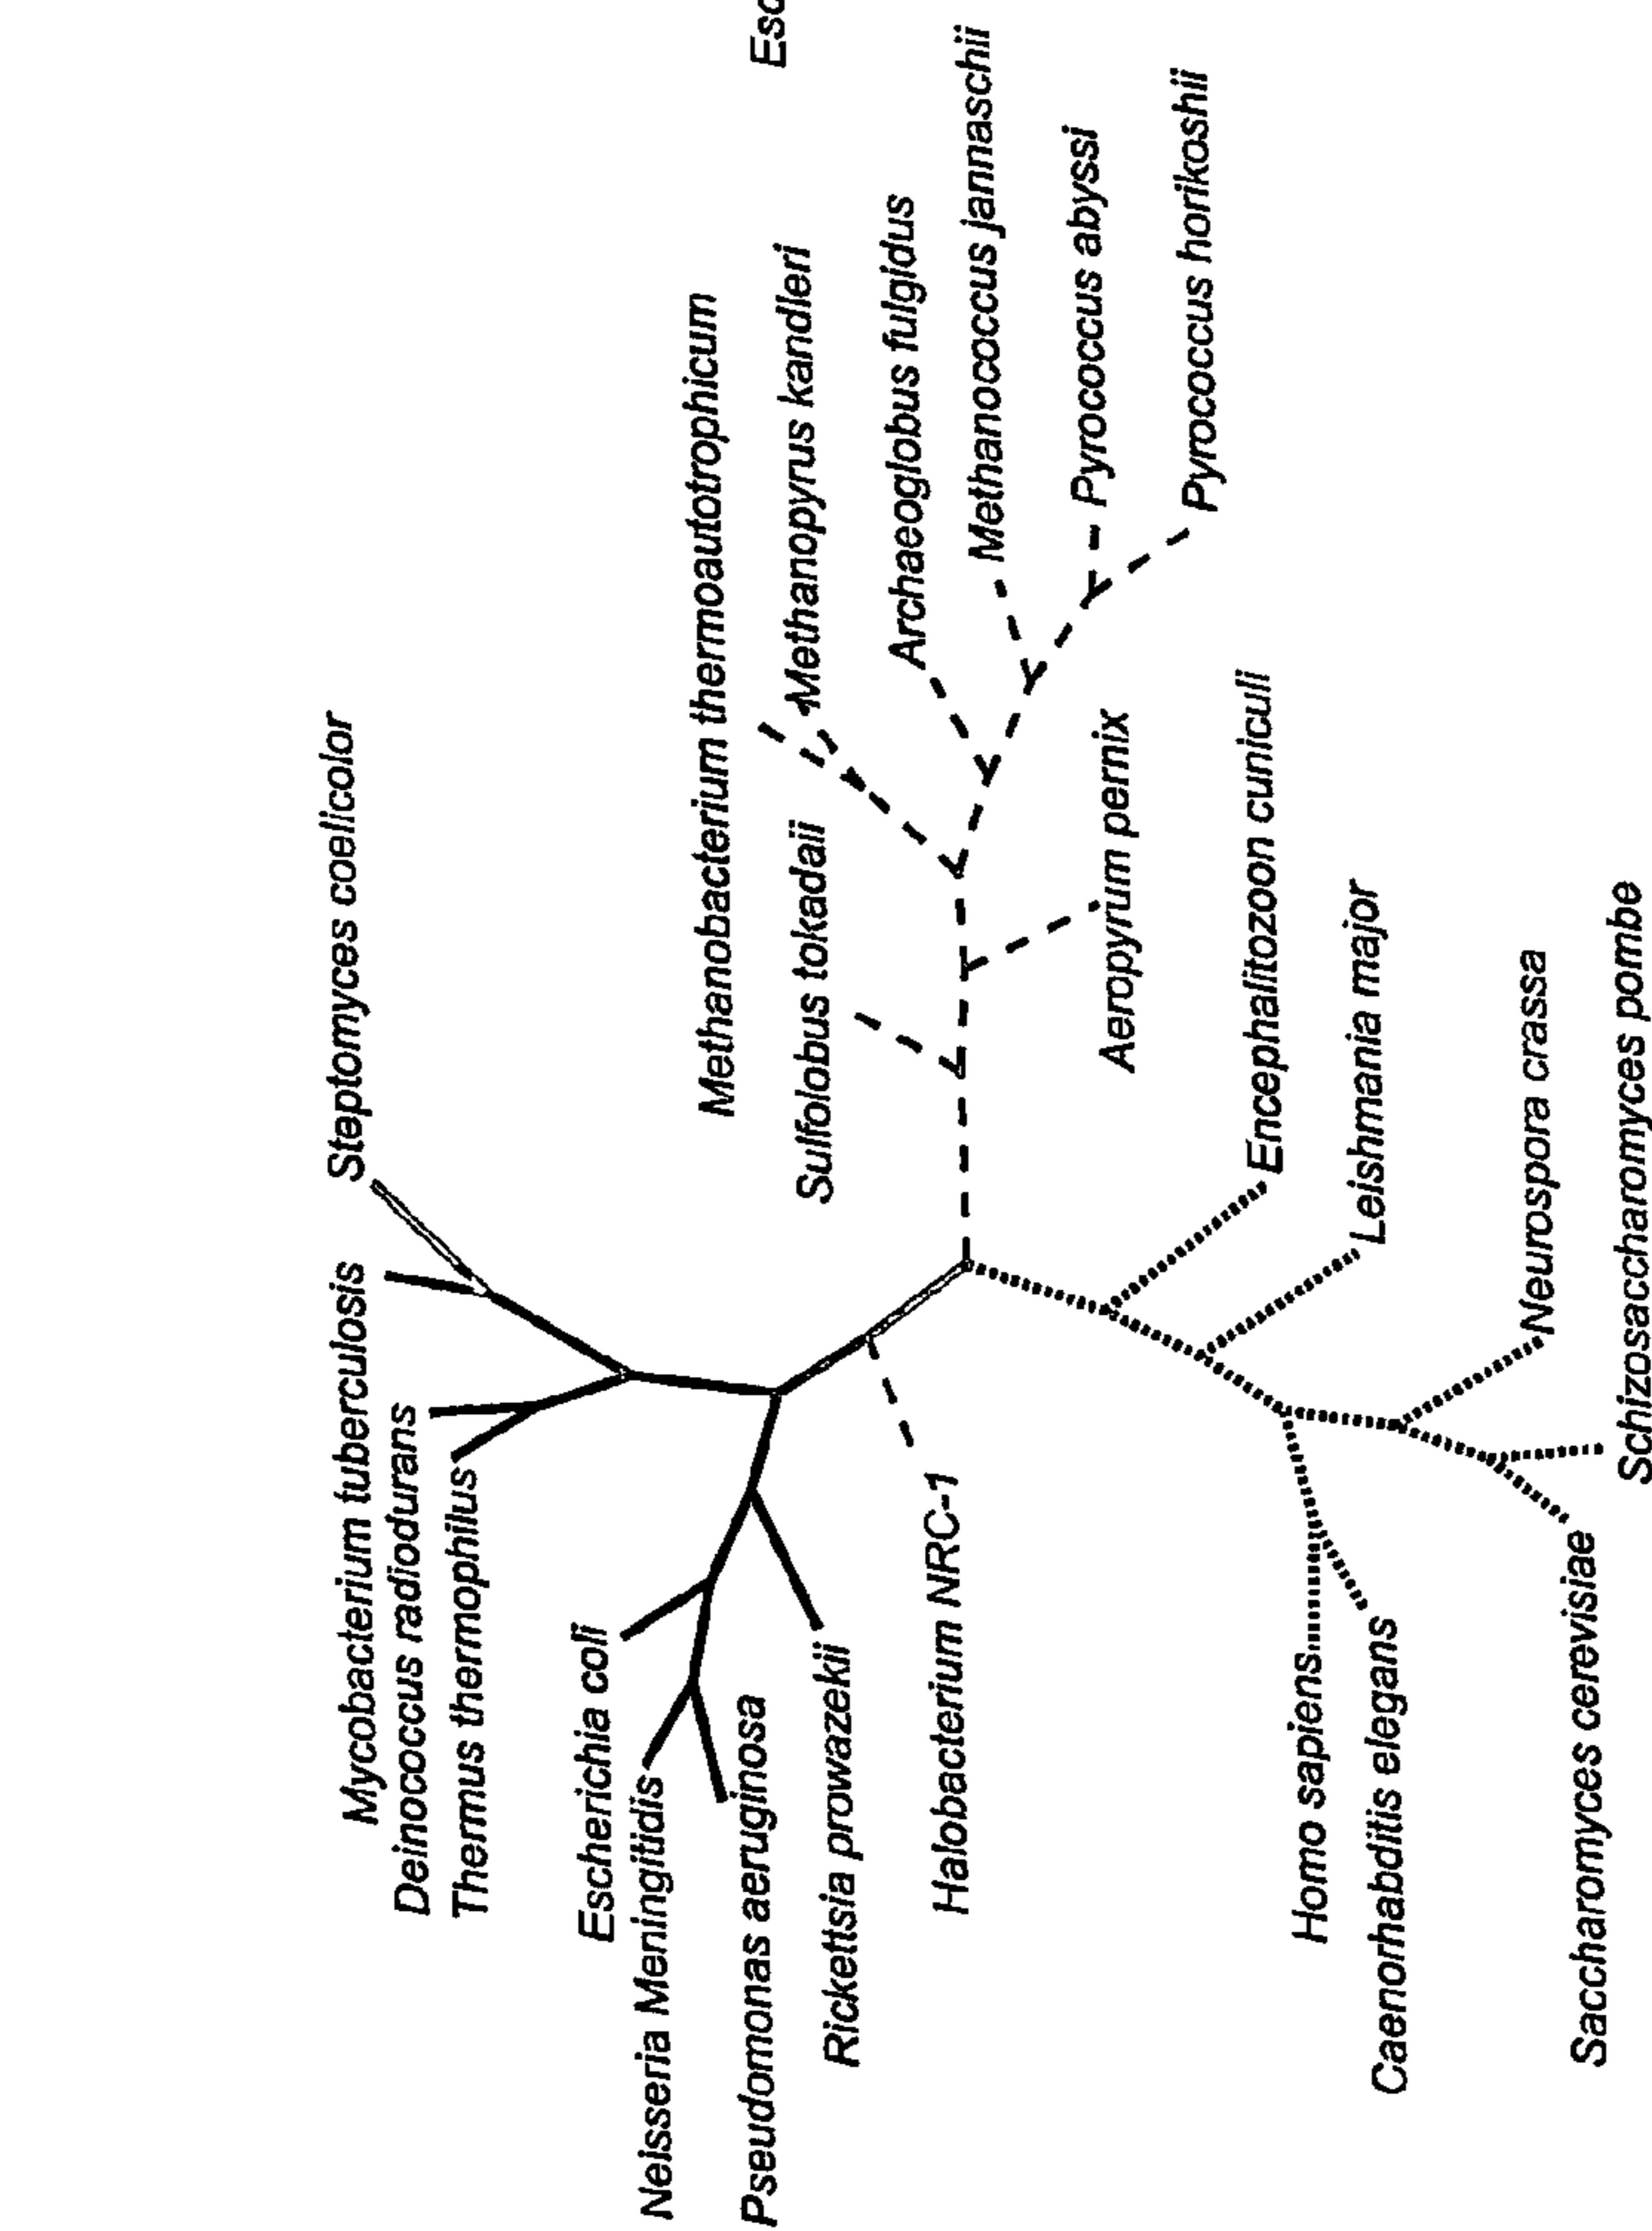 Steptomyces coelicolor
Mycobacterium tuberculosis
Deinococcus radiodurans
Thermus thermophilus
Escherichia coli
Neisseria Meningitidis
Pseudomonas aeruginosa
Rickettsia prowazekii
Halobacterium NRC-1
Methanobacterium thermoautotrophicum
Methanopyrus kandleri
Sulfolobus tokadaii
Archaeoglobus fulgidus
Methanococcus jannaschii
Pyrococcus abyssi
Pyrococcus horikoshii
Aeropyrum pernix
Encephalitozoon cuniculi
Leishmania major
Neurospora crassa
Schizosaccharomyces pombe
Saccharomyces cerevisiae
Homo sapiens
Caenorhabditis elegans